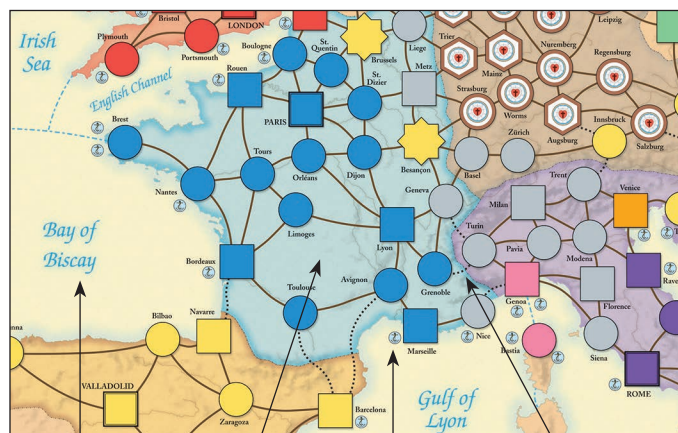 Bristol
LONDON
Plymouth
Portsmouth
Irish
Sea
English Channel
Boulogne
St.
Quentin
Brussels
Liege
Trier
Nuremberg
Leipzig
Regensburg
Rouen
St.
Dizier
Metz
Mainz
Strasburg
Worms
Augsburg
Innsbruck
Salzburg
PARIS
Brest
Tours
Orléans
Dijon
Besançon
Basel
Zürich
Nantes
Geneva
Trent
Milan
Venice
Limoges
Lyon
Turin
Pavia
Modena
Bay of
Biscay
Bordeaux
Avignon
Grenoble
Toulouse
Genoa
Florence
Bilbao
Navarre
Marseille
Nice
Bastia
Siena
VALLADOLID
Zaragoza
Barcelona
Gulf of
Lyon
ROME